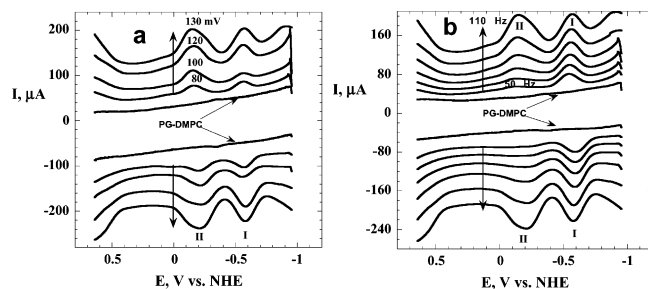 a
130 mV
120
100
80
PG-DMPC
I, µA
200
100
0
-100
-200
II
I
0.5
0
-0.5
-1
E, V vs. NHE
b
110 Hz
II
I
50 Hz
PG-DMPC
I, µA
160
80
0
-80
-160
-240
II
I
0.5
0
-0.5
-1
E, V vs. NHE